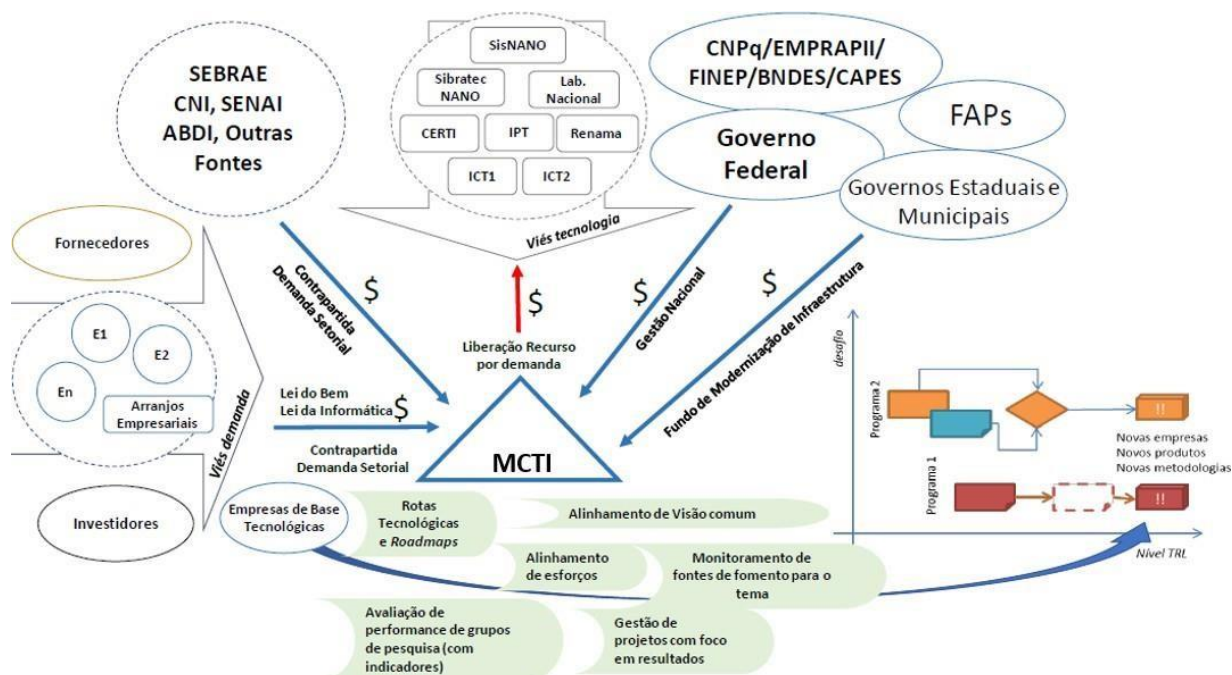 SEBRAE
CNI, SENAI
ABDI, Outras
Fontes
SisNANO
Sibratec
NANO
Lab.
Nacional
CERTI
IPT
Renama
ICT1
ICT2
Viés tecnologia
CNPq/EMPRAPII/
FINEP/BNDES/CAPES
FAPs
Governo
Federal
Governos Estaduais e
Municipais
Fornecedores
E1
E2
En
Arranjos
Empresariais
Viés demanda
Investidores
Contrapartida
Demanda Setorial
$
$
Liberação Recurso
por demanda
$
Gestão Nacional
$
Fundo de Modernização de Infraestrutura
Lei do Bem
Lei da Informática
$
Contrapartida
Demanda Setorial
MCTI
desafio
Programa 2
!!
Novas empresas
Novos produtos
Novas metodologias
Programa 1
!!
Nível TRL
Empresas de Base
Tecnológicas
Rotas
Tecnológicas
e Roadmaps
Alinhamento de Visão comum
Alinhamento
de esforços
Monitoramento de
fontes de fomento para o
tema
Avaliação de
performance de grupos
de pesquisa (com
indicadores)
Gestão de
projetos com foco
em resultados